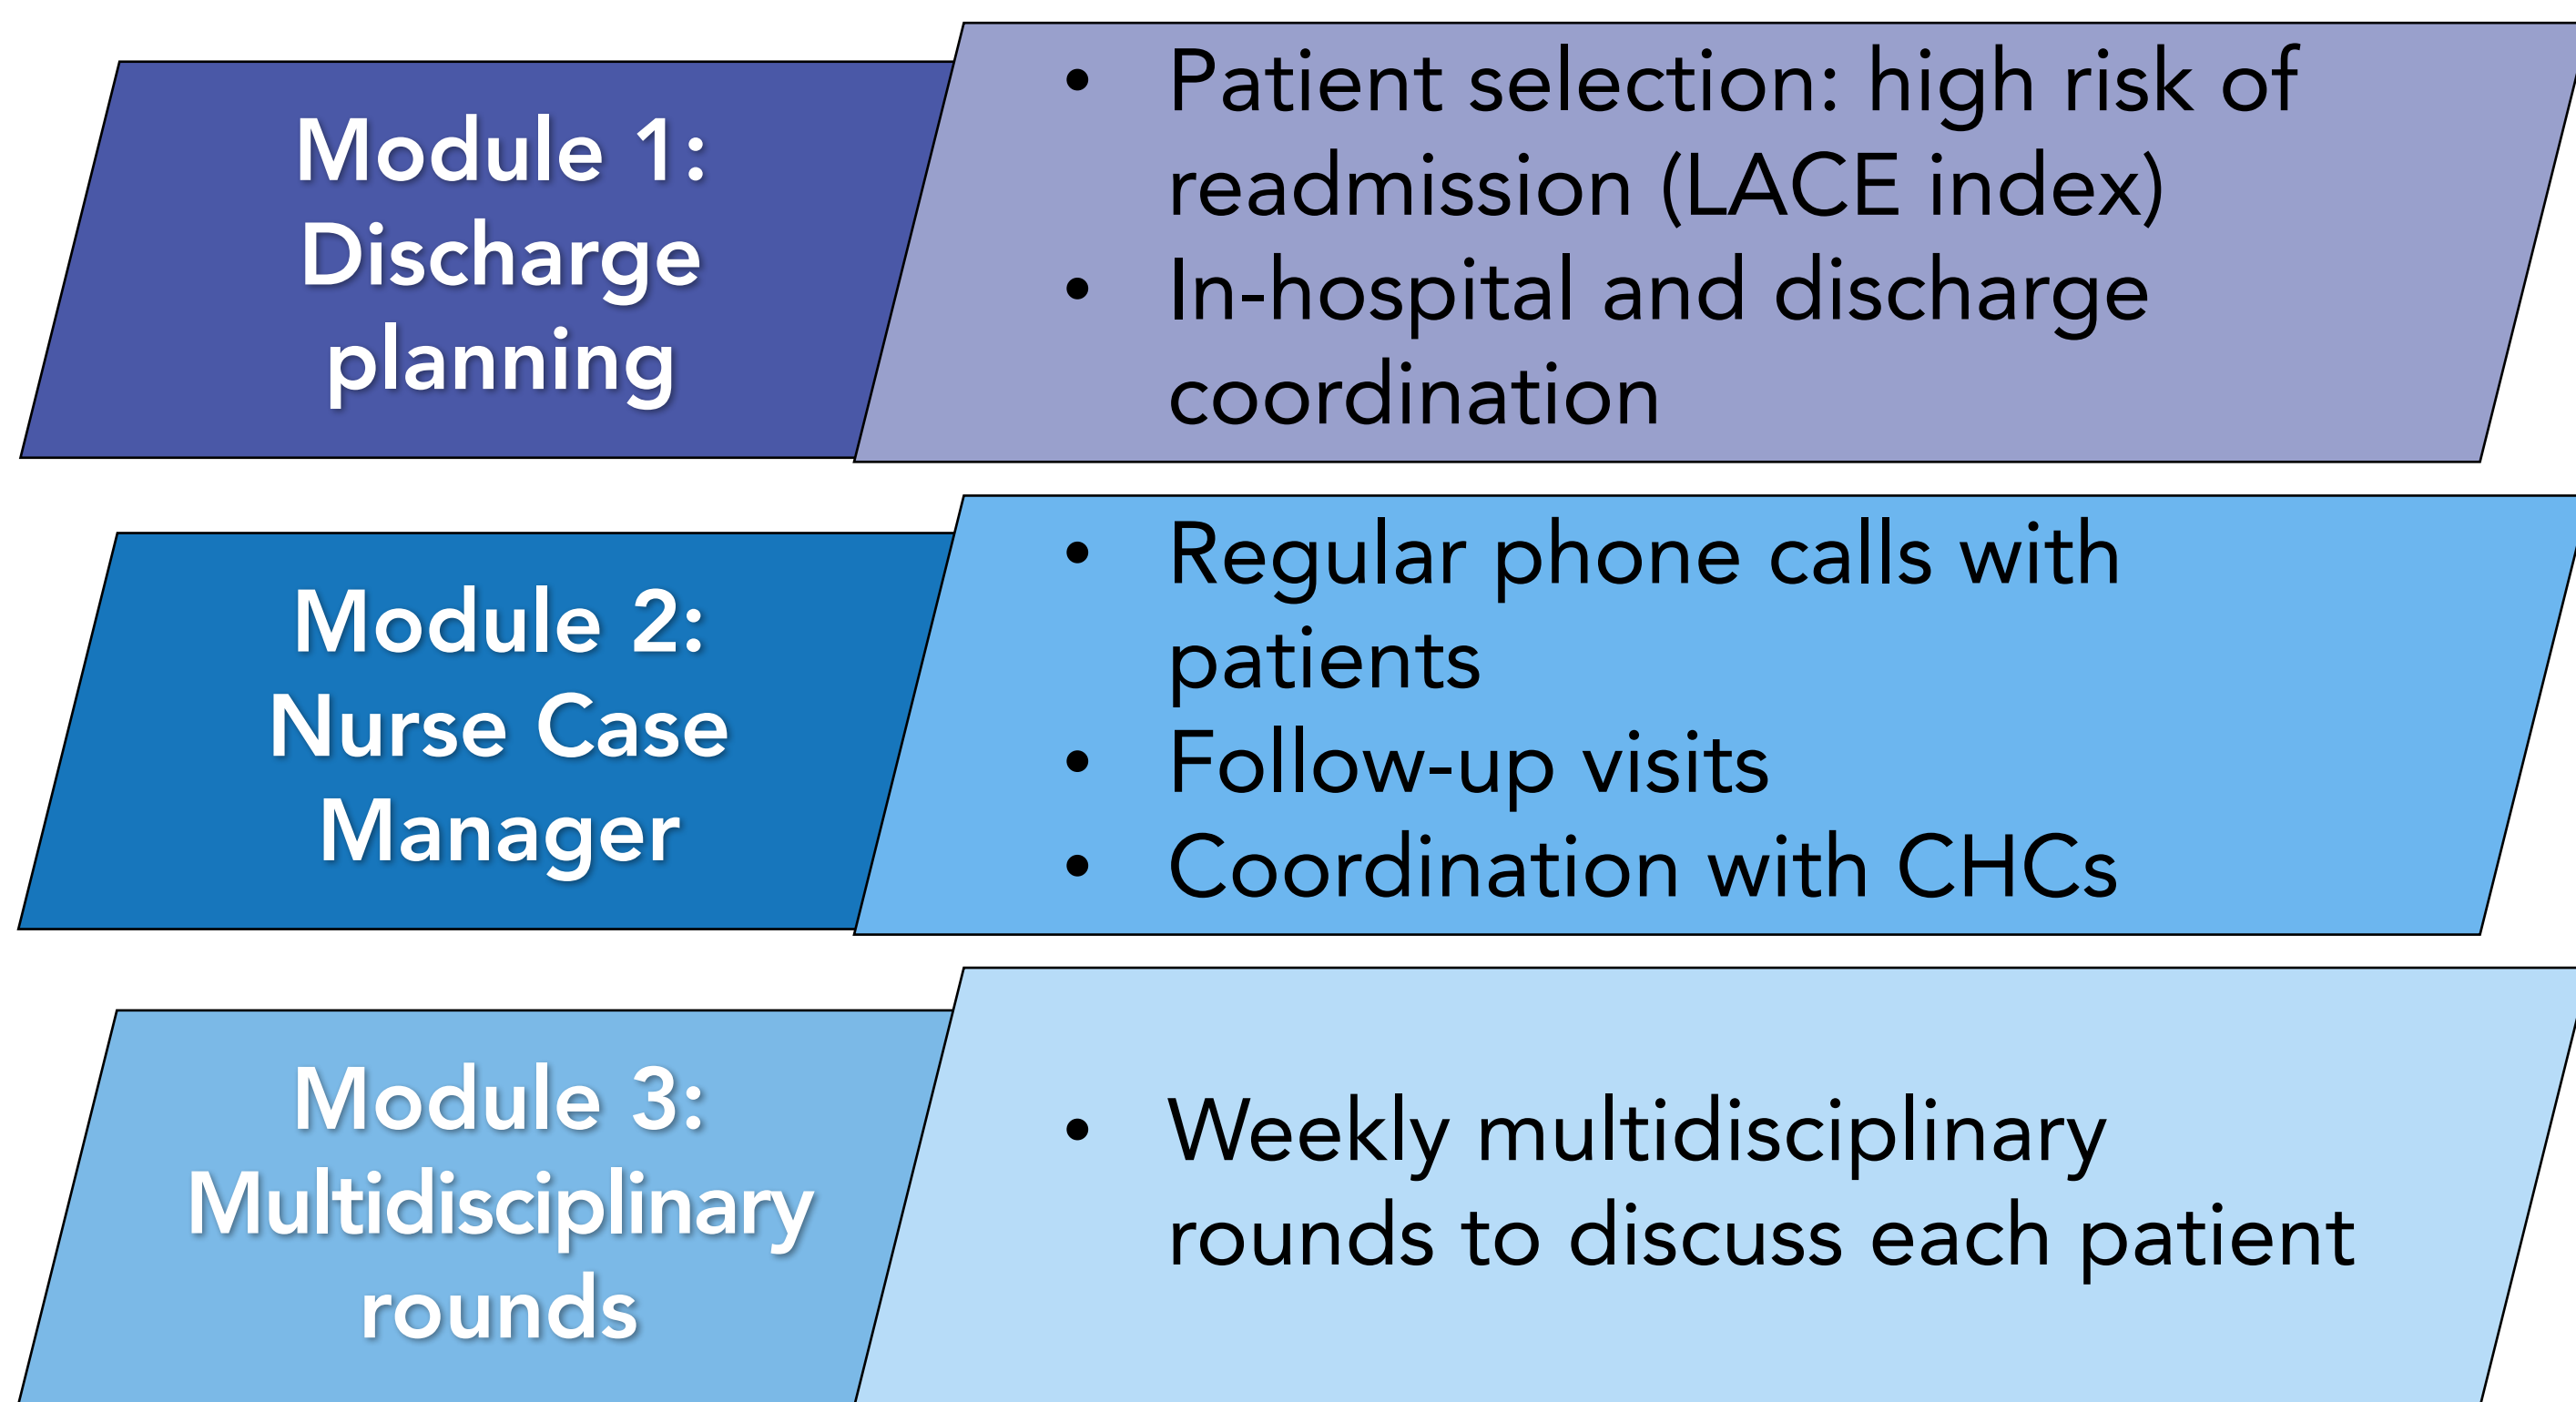 Module 1:
Discharge
planning
• Patient selection: high risk of
readmission (LACE index)
• In-hospital and discharge
coordination
Module 2:
Nurse Case
Manager
• Regular phone calls with
patients
• Follow-up visits
• Coordination with CHCs
Module 3:
Multidisciplinary
rounds
• Weekly multidisciplinary
rounds to discuss each patient